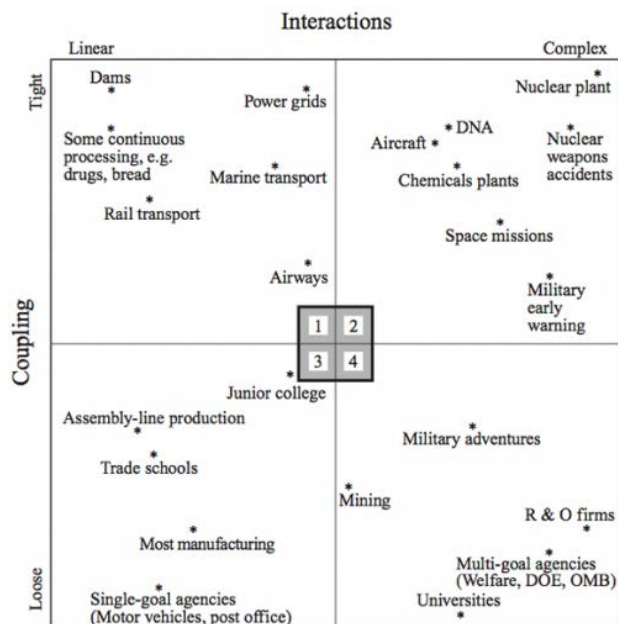 Interactions
Linear
Complex
Tight
Coupling
Loose
Dams
Power grids
Nuclear plant
Some continuous
processing, e.g.
drugs, bread
Marine transport
Aircraft
DNA
Chemicals plants
Nuclear
weapons
accidents
Rail transport
Space missions
Airways
Military
early
warning
1
2
3
4
Junior college
Assembly-line production
Trade schools
Military adventures
Mining
Most manufacturing
R & O firms
Single-goal agencies
(Motor vehicles, post office)
Multi-goal agencies
(Welfare, DOE, OMB)
Universities